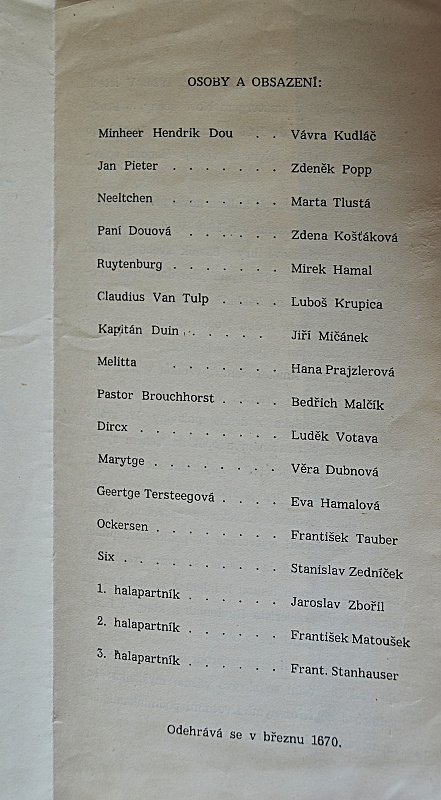 OSOBY A OBSAZENÍ:
Minheer Hendrik Dou . . Vávra Kudláč
Jan Pieter . . . . . . . Zdeněk Popp
Neeltchen . . . . . . . Marta Tlustá
Paní Douová . . . . . . Zdena Košťáková
Ruytenburg . . . . . . . Mirek Hamal
Claudius Van Tulp . . . . Luboš Krupica
Kapitán Duin . . . . . . Jiří Mičánek
Melitta . . . . . . . Hana Prajzlerová
Pastor Brouchhorst . . . . Bedřich Malčík
Dircx . . . . . . . . . Luděk Votava
Marytge . . . . . . . . Věra Dubnová
Geertge Tersteegová . . . . Eva Hamalová
Ockersen . . . . . . . . František Tauber
Six . . . . . . . . . . Stanislav Zedníček
1. halapartník . . . . . . Jaroslav Zbořil
2. halapartník . . . . . . František Matoušek
3. halapartník . . . . . . Frant. Stanhauser
Odehrává se v březnu 1670.